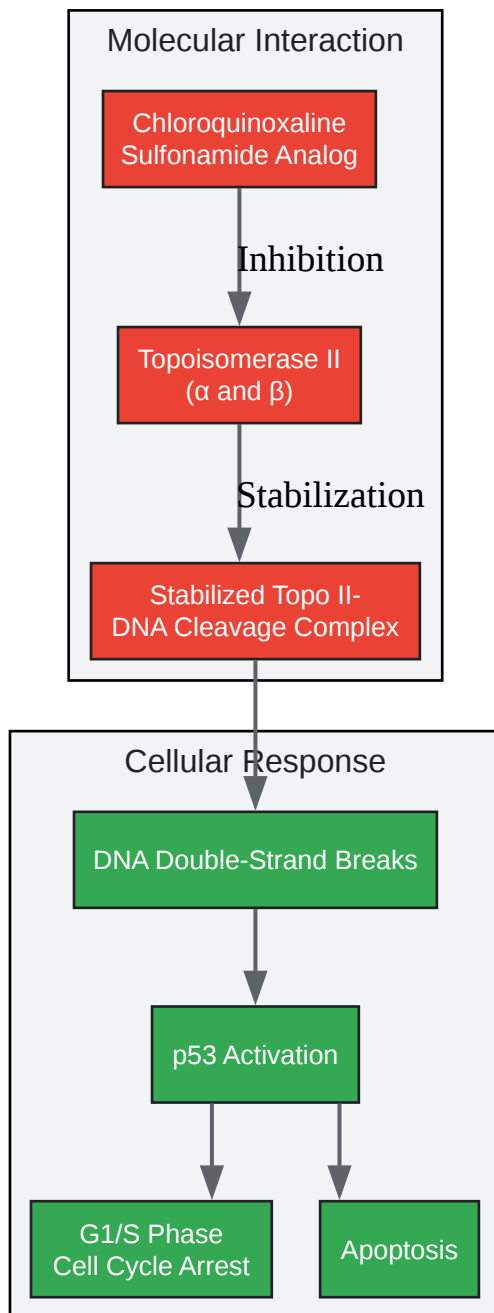 Molecular Interaction
Chloroquinoxaline
Sulfonamide Analog
Inhibition
Topoisomerase II
(α and β)
Stabilization
Stabilized Topo II-
DNA Cleavage Complex
Cellular Response
DNA Double-Strand Breaks
p53 Activation
G1/S Phase
Cell Cycle Arrest
Apoptosis